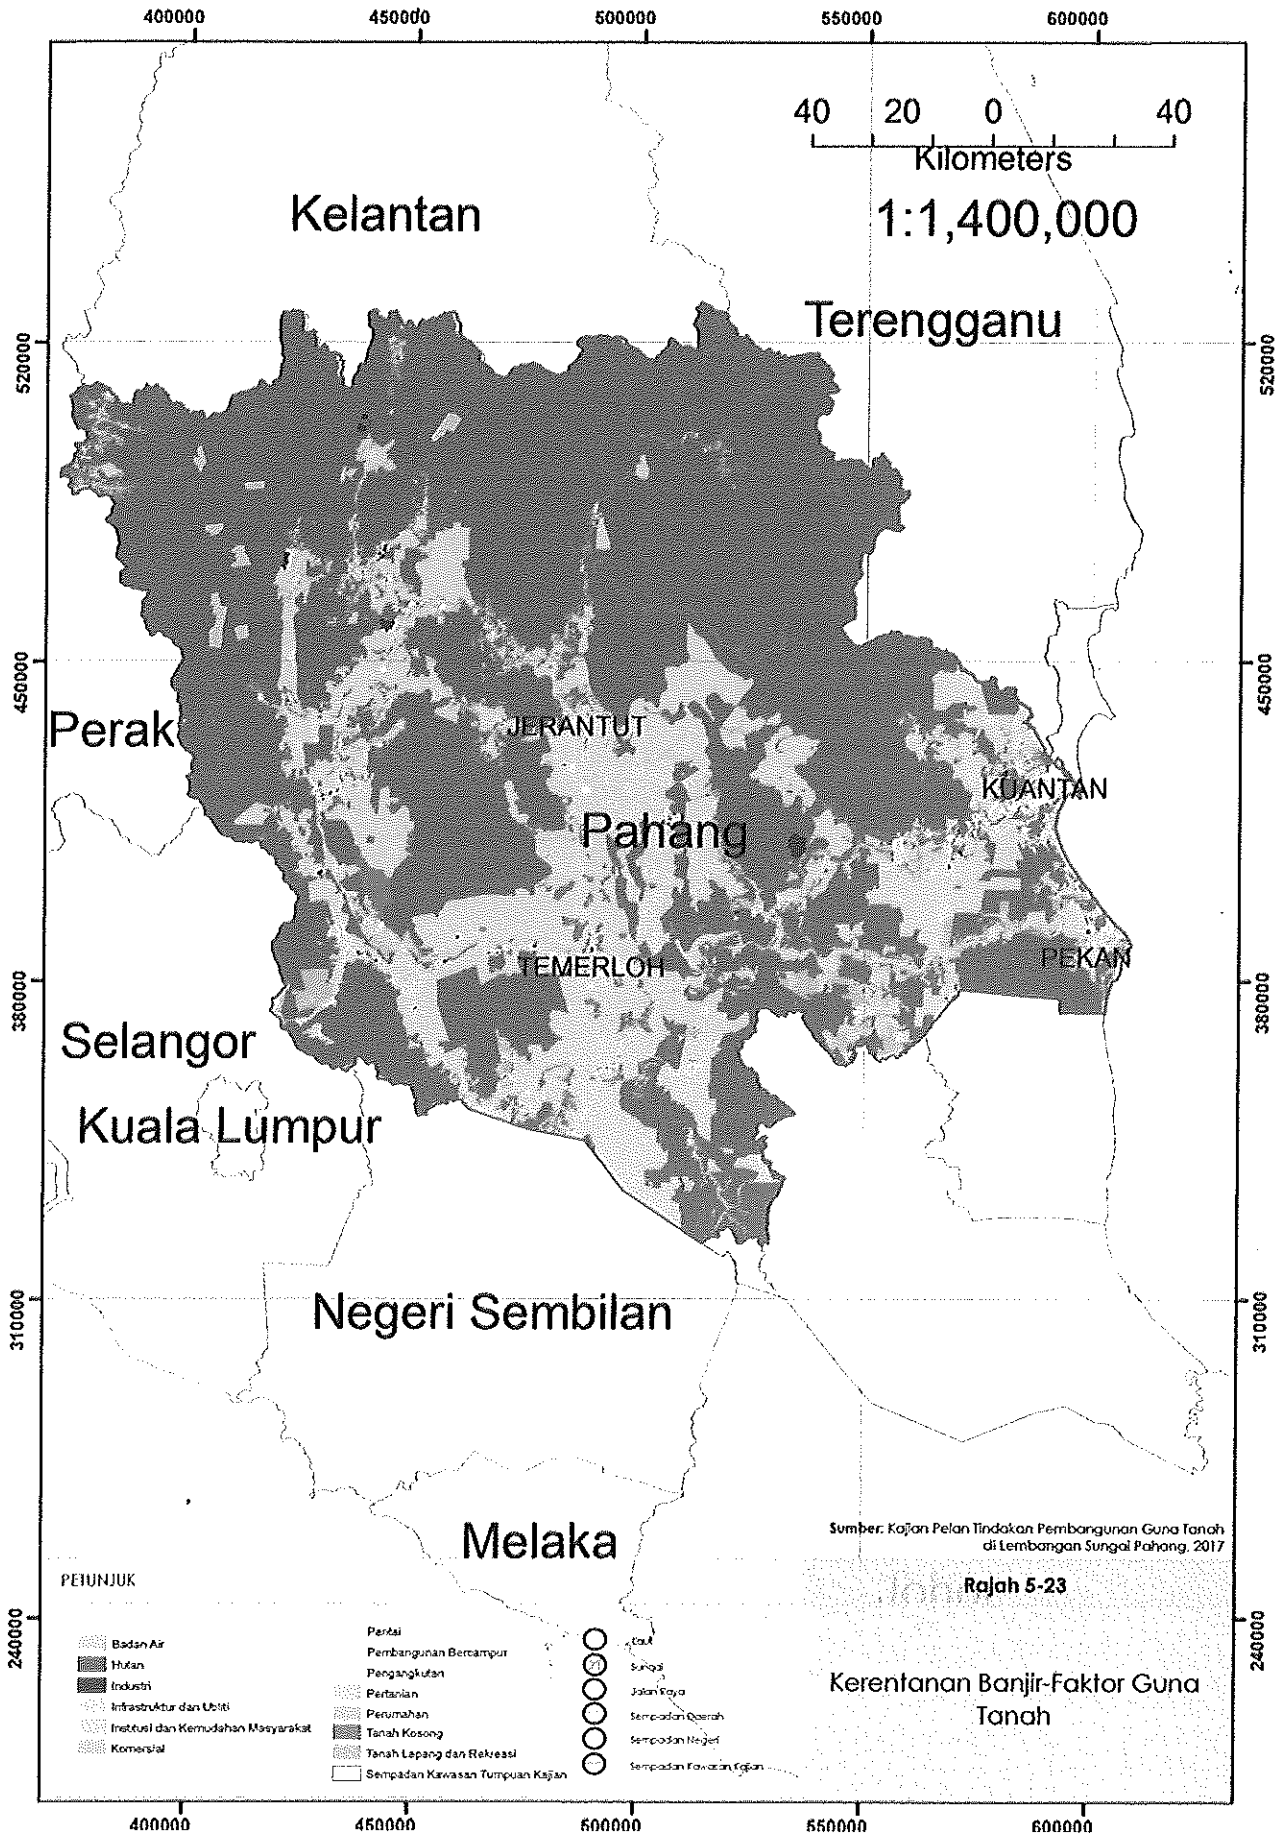 400000 450000 500000 550000 600000
40 20 0 40
Kilometers
1:1,400,000
Kelantan
Terengganu
520000 520000
450000 450000
Perak
JERANTUT
KUANTAN
Pahang
TEMERLOH
PEKAN
380000 380000
Selangor
Kuala Lumpur
310000 310000
Negeri Sembilan
Melaka
Sumber: Kajian Pelan Tindakan Pembangunan Guna Tanah
di Lembangan Sungai Pahang, 2017
PETUNJUK
Rajah 5-23
240000 240000
Badan Air
Hutan
Industri
Infrastruktur dan Utiliti
Institusi dan Kemudahan Masyarakat
Komersial
Pantai
Pembangunan Bercampur
Pengangkutan
Pertanian
Perumahan
Tanah Kosong
Tanah Lapang dan Rekreasi
Sempadan Kawasan Tumpuan Kajian
Laut
Sungai
Jalan Raya
Sempadan Daerah
Sempadan Negeri
Sempadan Kawasan Kajian
Kerentanan Banjir-Faktor Guna
Tanah
400000 450000 500000 550000 600000